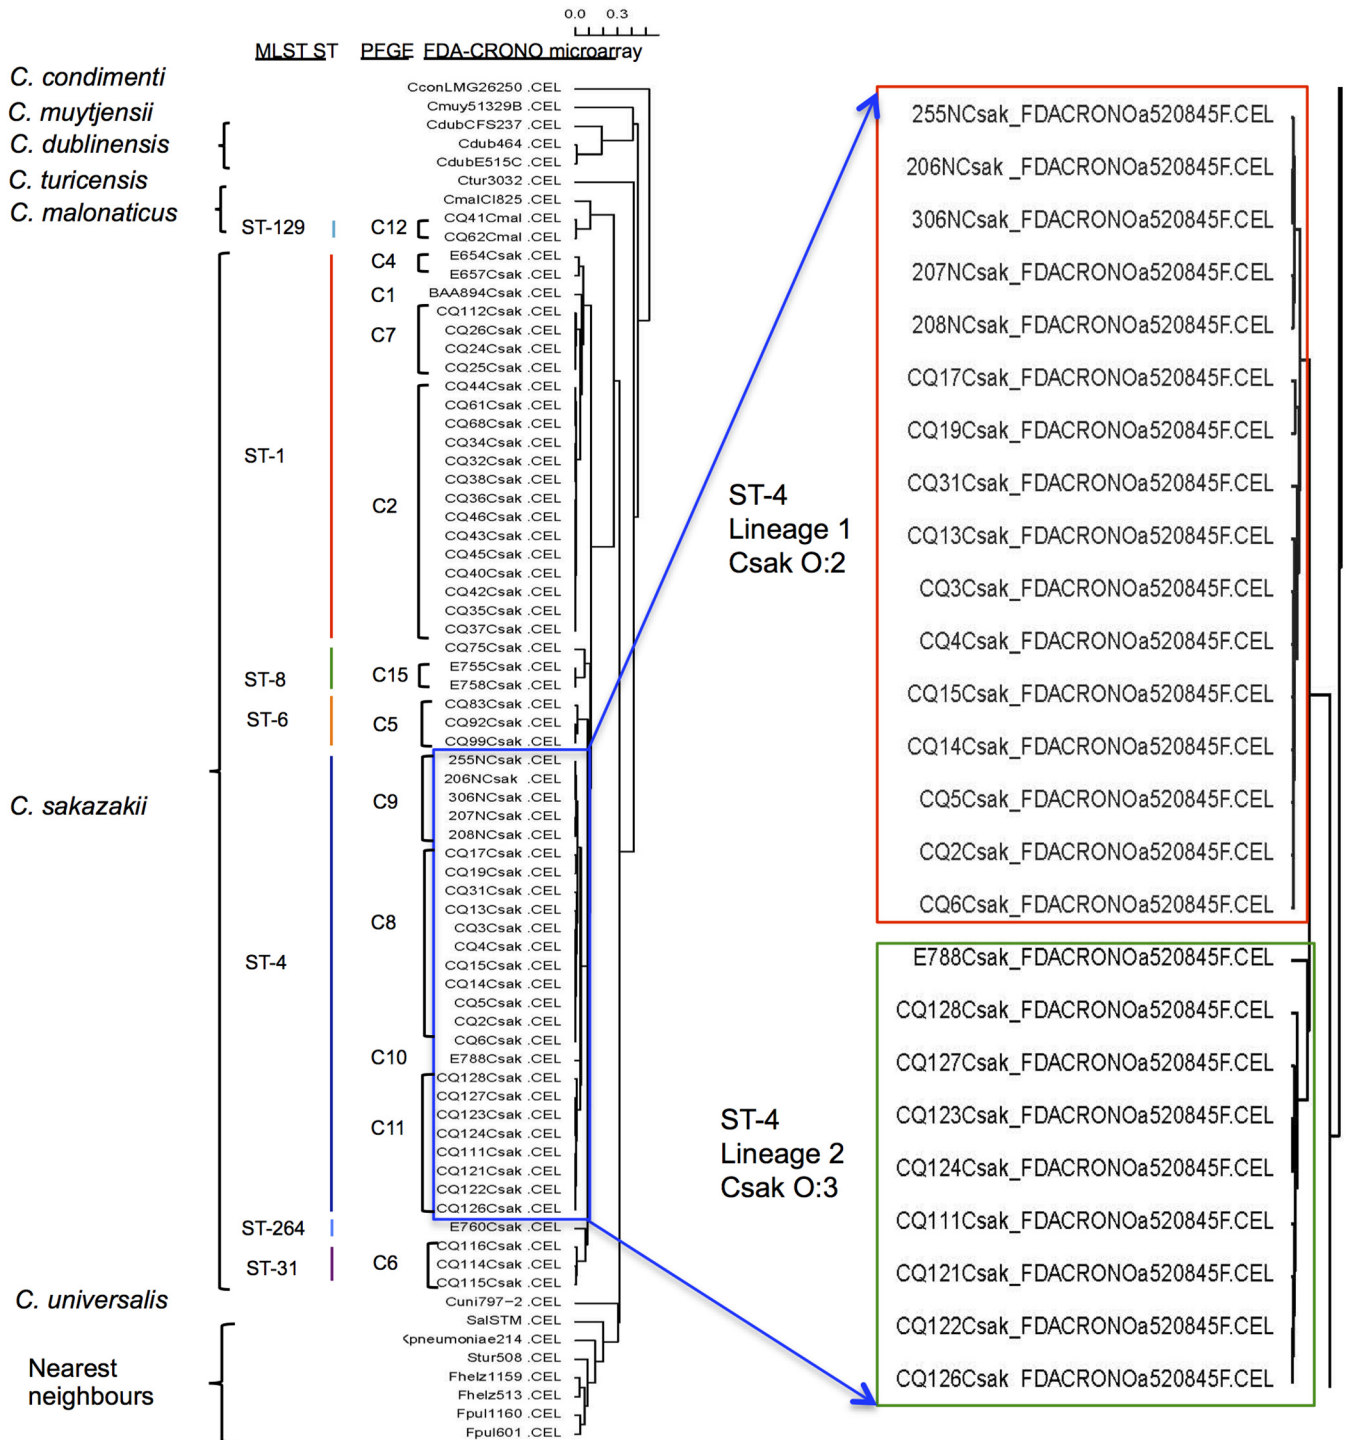 0.0 0.3
MLST ST PFGE FDA-CRONO microarray
C. condimenti
C. muytjensii
C. dublinensis
C. turicensis
C. malonaticus
C. sakazakii
C. universalis
Nearest
neighbours
ST-129
ST-1
ST-8
ST-6
ST-4
ST-264
ST-31
C12
C4
C1
C7
C2
C15
C5
C9
C8
C10
C11
C6
CconLMG26250 .CEL
Cmuy51329B .CEL
CdubCFS237 .CEL
Cdub464 .CEL
CdubE515C .CEL
Ctur3032 .CEL
CmalCI825 .CEL
CQ41Cmal .CEL
CQ62Cmal .CEL
E654Csak .CEL
E657Csak .CEL
BAA894Csak .CEL
CQ112Csak .CEL
CQ26Csak .CEL
CQ24Csak .CEL
CQ25Csak .CEL
CQ44Csak .CEL
CQ61Csak .CEL
CQ68Csak .CEL
CQ34Csak .CEL
CQ32Csak .CEL
CQ38Csak .CEL
CQ36Csak .CEL
CQ46Csak .CEL
CQ43Csak .CEL
CQ45Csak .CEL
CQ40Csak .CEL
CQ42Csak .CEL
CQ35Csak .CEL
CQ37Csak .CEL
CQ75Csak .CEL
E755Csak .CEL
E758Csak .CEL
CQ83Csak .CEL
CQ92Csak .CEL
CQ99Csak .CEL
255NCsak .CEL
206NCsak .CEL
306NCsak .CEL
207NCsak .CEL
208NCsak .CEL
CQ17Csak .CEL
CQ19Csak .CEL
CQ31Csak .CEL
CQ13Csak .CEL
CQ3Csak .CEL
CQ4Csak .CEL
CQ15Csak .CEL
CQ14Csak .CEL
CQ5Csak .CEL
CQ2Csak .CEL
CQ6Csak .CEL
E788Csak .CEL
CQ128Csak .CEL
CQ127Csak .CEL
CQ123Csak .CEL
CQ124Csak .CEL
CQ111Csak .CEL
CQ121Csak .CEL
CQ122Csak .CEL
CQ126Csak .CEL
E760Csak .CEL
CQ116Csak .CEL
CQ114Csak .CEL
CQ115Csak .CEL
Cuni797-2 .CEL
SalSTM .CEL
Kpneumoniae214 .CEL
Stur508 .CEL
Fhelz1159 .CEL
Fhelz513 .CEL
Fpul1160 .CEL
Fpul601 .CEL
ST-4
Lineage 1
Csak O:2
ST-4
Lineage 2
Csak O:3
255NCsak_FDACRONOa520845F.CEL
206NCsak _FDACRONOa520845F.CEL
306NCsak_FDACRONOa520845F.CEL
207NCsak_FDACRONOa520845F.CEL
208NCsak_FDACRONOa520845F.CEL
CQ17Csak_FDACRONOa520845F.CEL
CQ19Csak_FDACRONOa520845F.CEL
CQ31Csak_FDACRONOa520845F.CEL
CQ13Csak_FDACRONOa520845F.CEL
CQ3Csak_FDACRONOa520845F.CEL
CQ4Csak_FDACRONOa520845F.CEL
CQ15Csak_FDACRONOa520845F.CEL
CQ14Csak_FDACRONOa520845F.CEL
CQ5Csak_FDACRONOa520845F.CEL
CQ2Csak_FDACRONOa520845F.CEL
CQ6Csak_FDACRONOa520845F.CEL
E788Csak_FDACRONOa520845F.CEL
CQ128Csak_FDACRONOa520845F.CEL
CQ127Csak_FDACRONOa520845F.CEL
CQ123Csak_FDACRONOa520845F.CEL
CQ124Csak_FDACRONOa520845F.CEL
CQ111Csak_FDACRONOa520845F.CEL
CQ121Csak_FDACRONOa520845F.CEL
CQ122Csak_FDACRONOa520845F.CEL
CQ126Csak FDACRONOa520845F.CEL